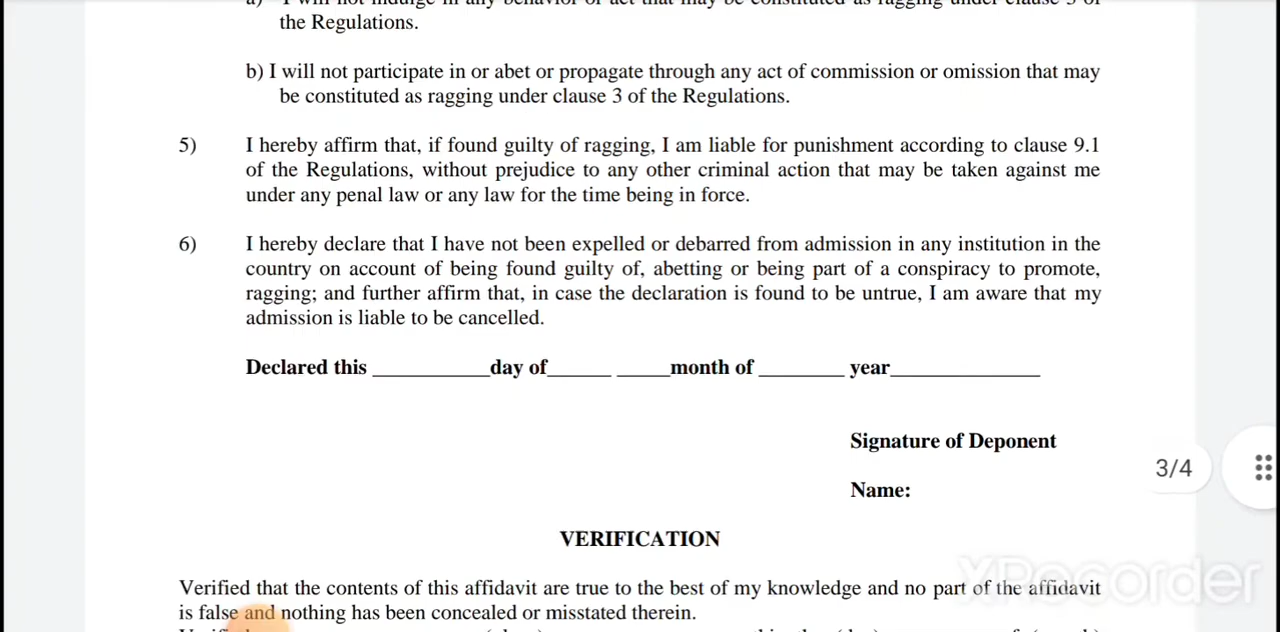 the Regulations.
b) I will not participate in or abet or propagate through any act of commission or omission that may
be constituted as ragging under clause 3 of the Regulations.
5) I hereby affirm that, if found guilty of ragging, I am liable for punishment according to clause 9.1
of the Regulations, without prejudice to any other criminal action that may be taken against me
under any penal law or any law for the time being in force.
6) I hereby declare that I have not been expelled or debarred from admission in any institution in the
country on account of being found guilty of, abetting or being part of a conspiracy to promote,
ragging; and further affirm that, in case the declaration is found to be untrue, I am aware that my
admission is liable to be cancelled.
Declared this ___________day of______ _____month of ________ year______________
Signature of Deponent
3/4
Name:
VERIFICATION
Verified that the contents of this affidavit are true to the best of my knowledge and no part of the affidavit
is false and nothing has been concealed or misstated therein.
XRecorder